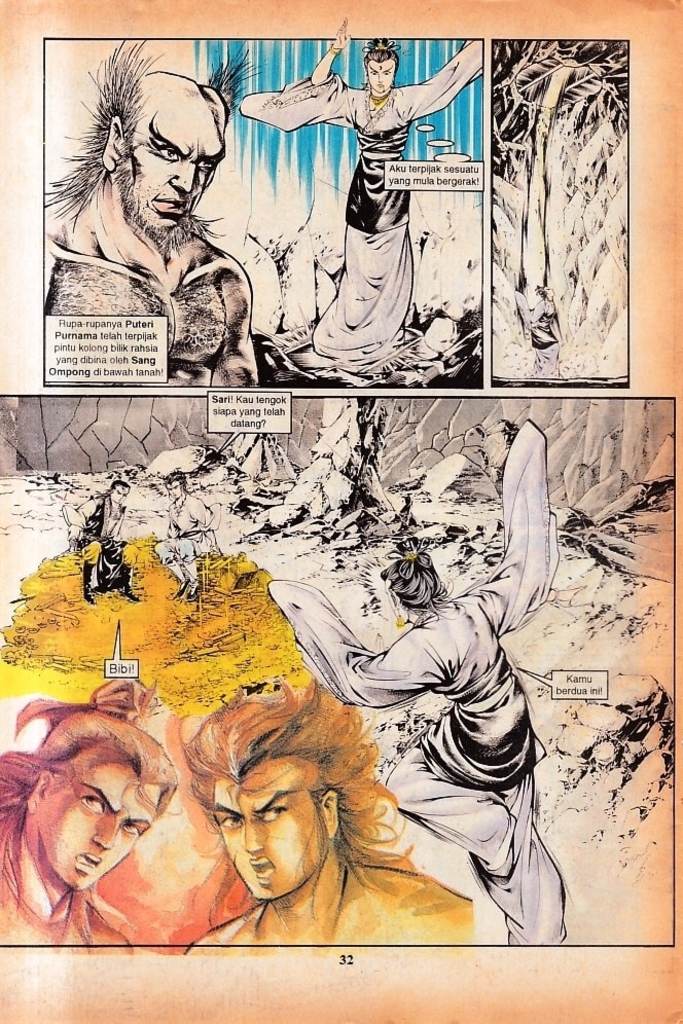 Aku terpijak sesuatu
yang mula bergerak!
Rupa-rupanya Puteri
Purnama telah terpijak
pintu kolong bilik rahsia
yang dibina oleh Sang
Ompong di bawah tanah!
Sari! Kau tengok
siapa yang telah
datang?
Bibi!
Kamu
berdua ini!
32